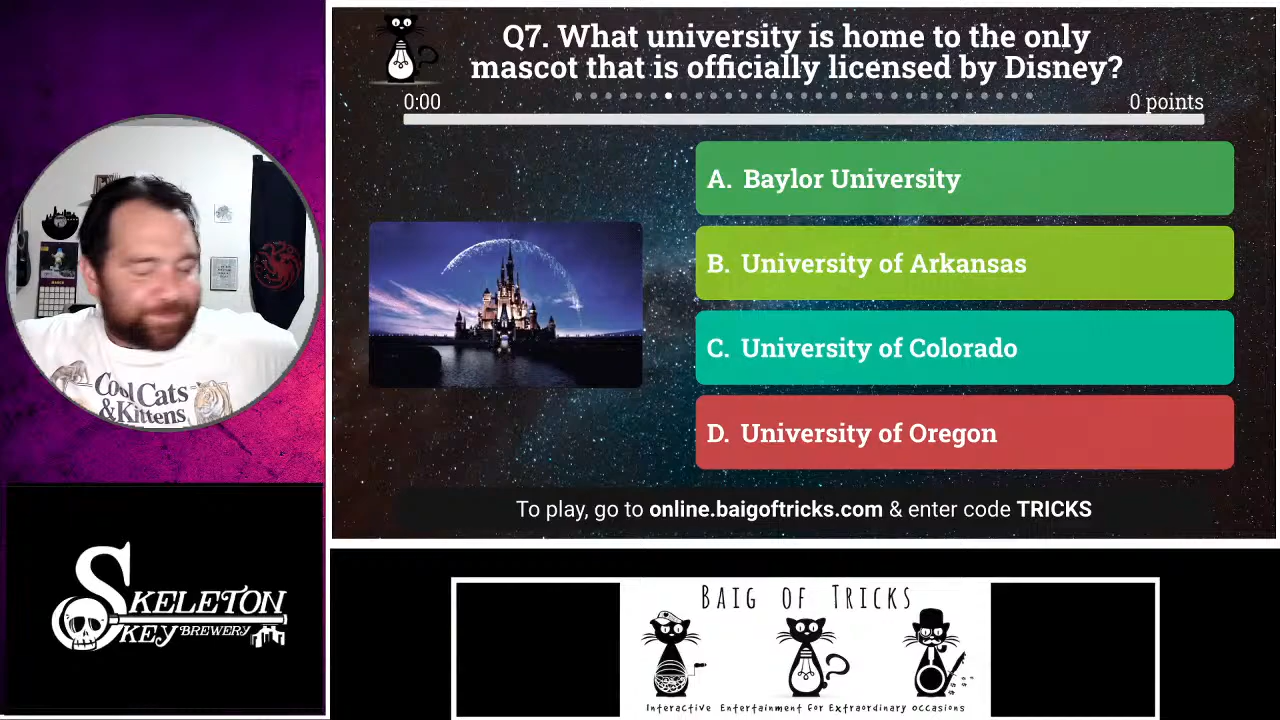 Q7. What university is home to the only
mascot that is officially licensed by Disney?
0:00
0 points
A. Baylor University
B. University of Arkansas
C. University of Colorado
D. University of Oregon
To play, go to online.baigoftricks.com & enter code TRICKS
Cool Cats
& Kittens
SKELETON
KEY BREWERY
BAIG OF TRICKS
Interactive Entertainment for Extraordinary occasions